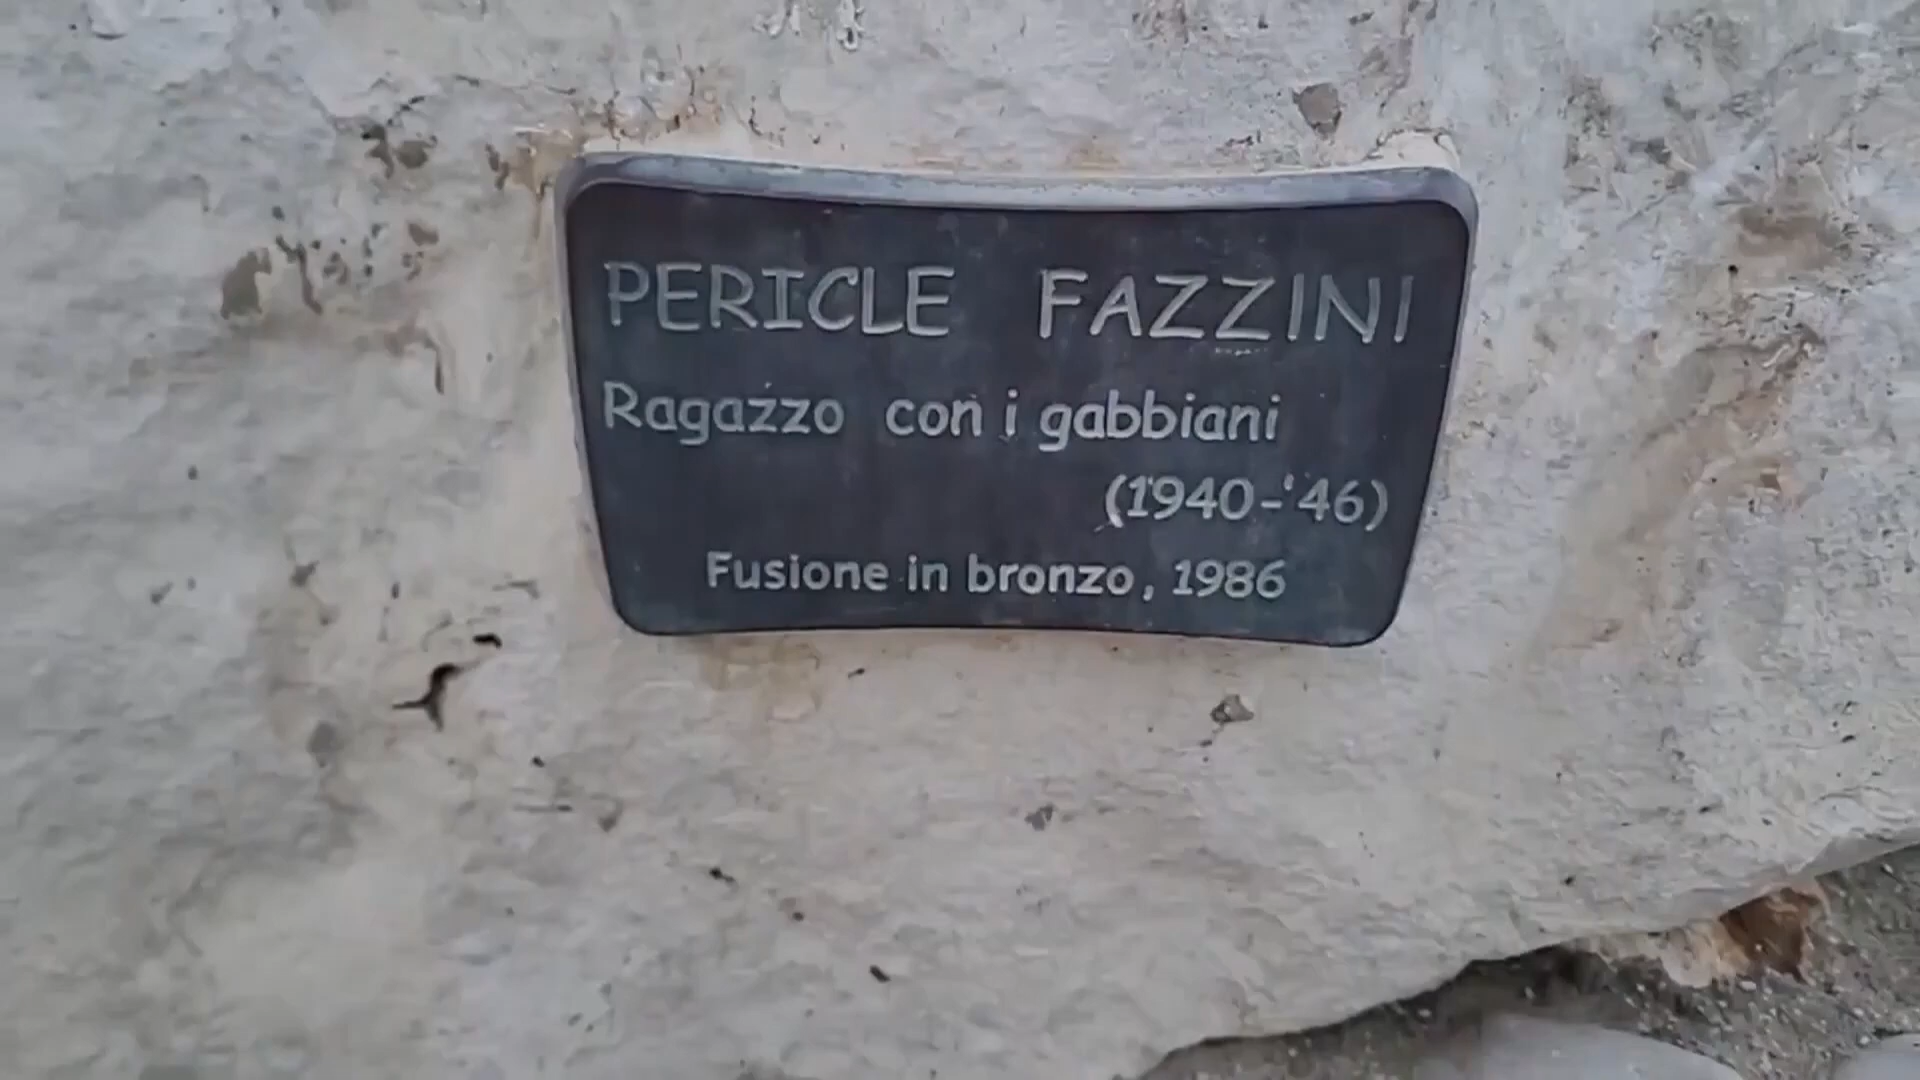 PERICLE FAZZINI
Ragazzo con i gabbiani
(1940-'46)
Fusione in bronzo, 1986